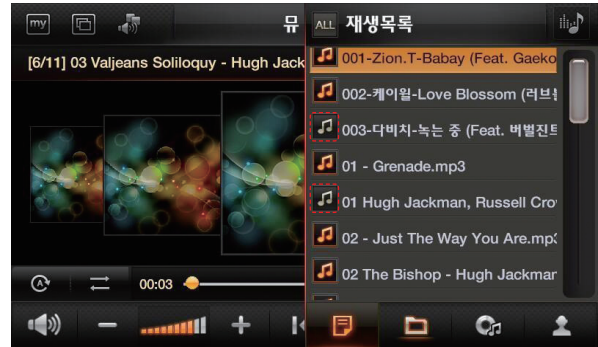 my
뮤
ALL 재생목록
[6/11] 03 Valjeans Soliloquy - Hugh Jack
001-Zion.T-Babay (Feat. Gaeko
002-케이윌-Love Blossom (러브
003-다비치-녹는 중 (Feat. 버벌진트
01 - Grenade.mp3
01 Hugh Jackman, Russell Cro
02 - Just The Way You Are.mp3
02 The Bishop - Hugh Jackman
A
00:03